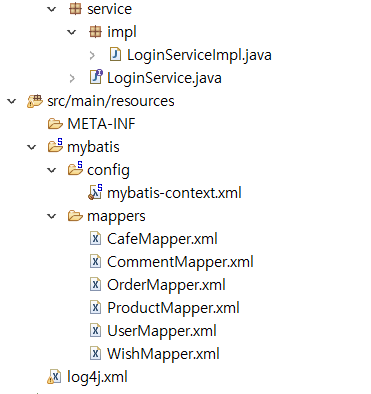 service
impl
LoginServiceImpl.java
LoginService.java
src/main/resources
META-INF
mybatis
config
mybatis-context.xml
mappers
CafeMapper.xml
CommentMapper.xml
OrderMapper.xml
ProductMapper.xml
UserMapper.xml
WishMapper.xml
log4j.xml